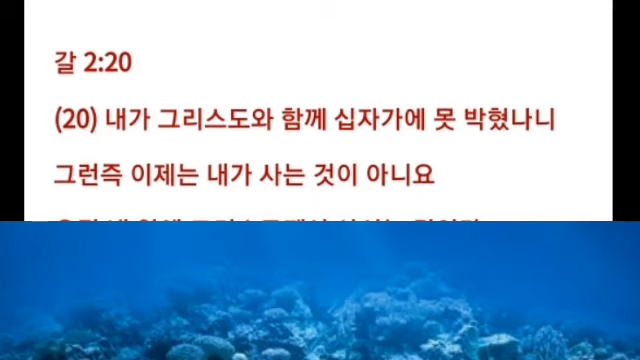 갈 2:20
(20) 내가 그리스도와 함께 십자가에 못 박혔나니
그런즉 이제는 내가 사는 것이 아니요